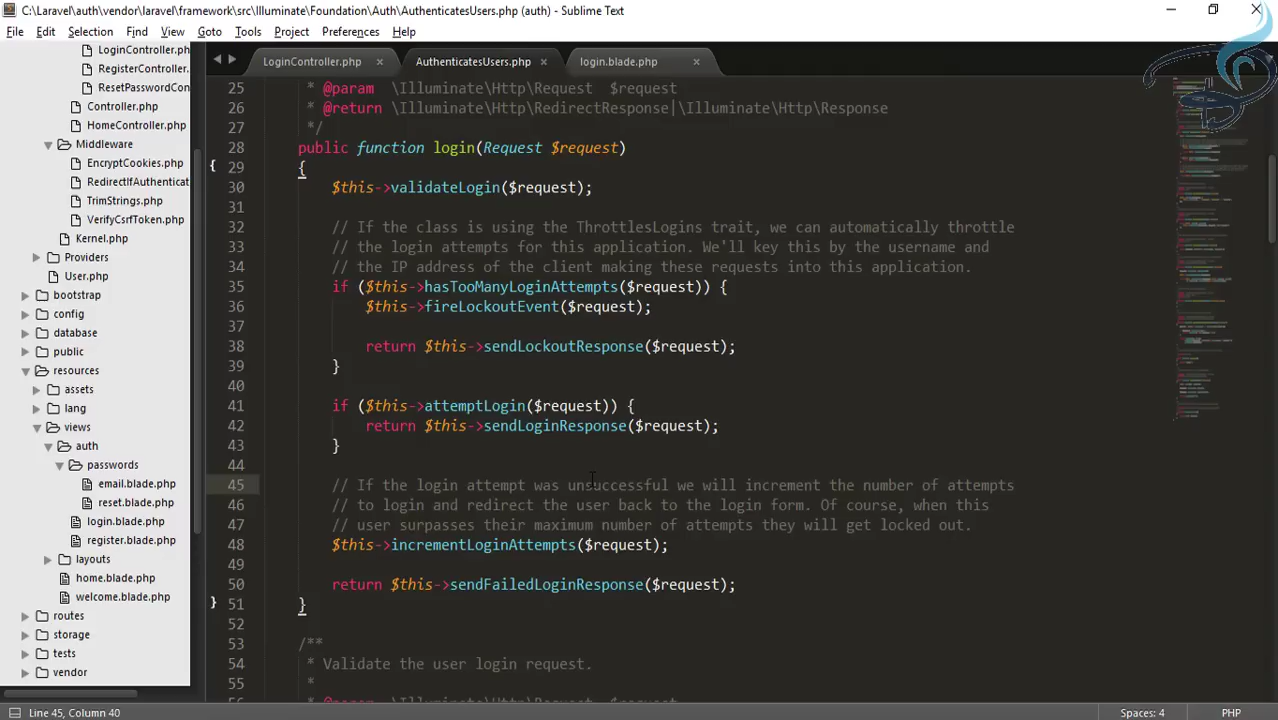 C:\Laravel\auth\vendor\laravel\framework\src\Illuminate\Foundation\Auth\AuthenticatesUsers.php (auth) - Sublime Text
File Edit Selection Find View Goto Tools Project Preferences Help
LoginController.php
RegisterController.
ResetPasswordCon
Controller.php
HomeController.php
Middleware
EncryptCookies.php
RedirectIfAuthenticat
TrimStrings.php
VerifyCsrfToken.php
Kernel.php
Providers
User.php
bootstrap
config
database
public
resources
assets
lang
views
auth
passwords
email.blade.php
reset.blade.php
login.blade.php
register.blade.php
layouts
home.blade.php
welcome.blade.php
routes
storage
tests
vendor
LoginController.php × AuthenticatesUsers.php × login.blade.php ×
25 * @param \Illuminate\Http\Request $request
26 * @return \Illuminate\Http\RedirectResponse|\Illuminate\Http\Response
27 */
28 public function login(Request $request)
29 {
30 $this->validateLogin($request);
31
32 // If the class is using the ThrottlesLogins trait, we can automatically throttle
33 // the login attempts for this application. We'll key this by the username and
34 // the IP address of the client making these requests into this application.
35 if ($this->hasTooManyLoginAttempts($request)) {
36 $this->fireLockoutEvent($request);
37
38 return $this->sendLockoutResponse($request);
39 }
40
41 if ($this->attemptLogin($request)) {
42 return $this->sendLoginResponse($request);
43 }
44
45 // If the login attempt was unsuccessful we will increment the number of attempts
46 // to login and redirect the user back to the login form. Of course, when this
47 // user surpasses their maximum number of attempts they will get locked out.
48 $this->incrementLoginAttempts($request);
49
50 return $this->sendFailedLoginResponse($request);
51 }
52
53 /**
54 * Validate the user login request.
55 *
56 * @param \Illuminate\Http\Request $request
Line 45, Column 40
Spaces: 4
PHP